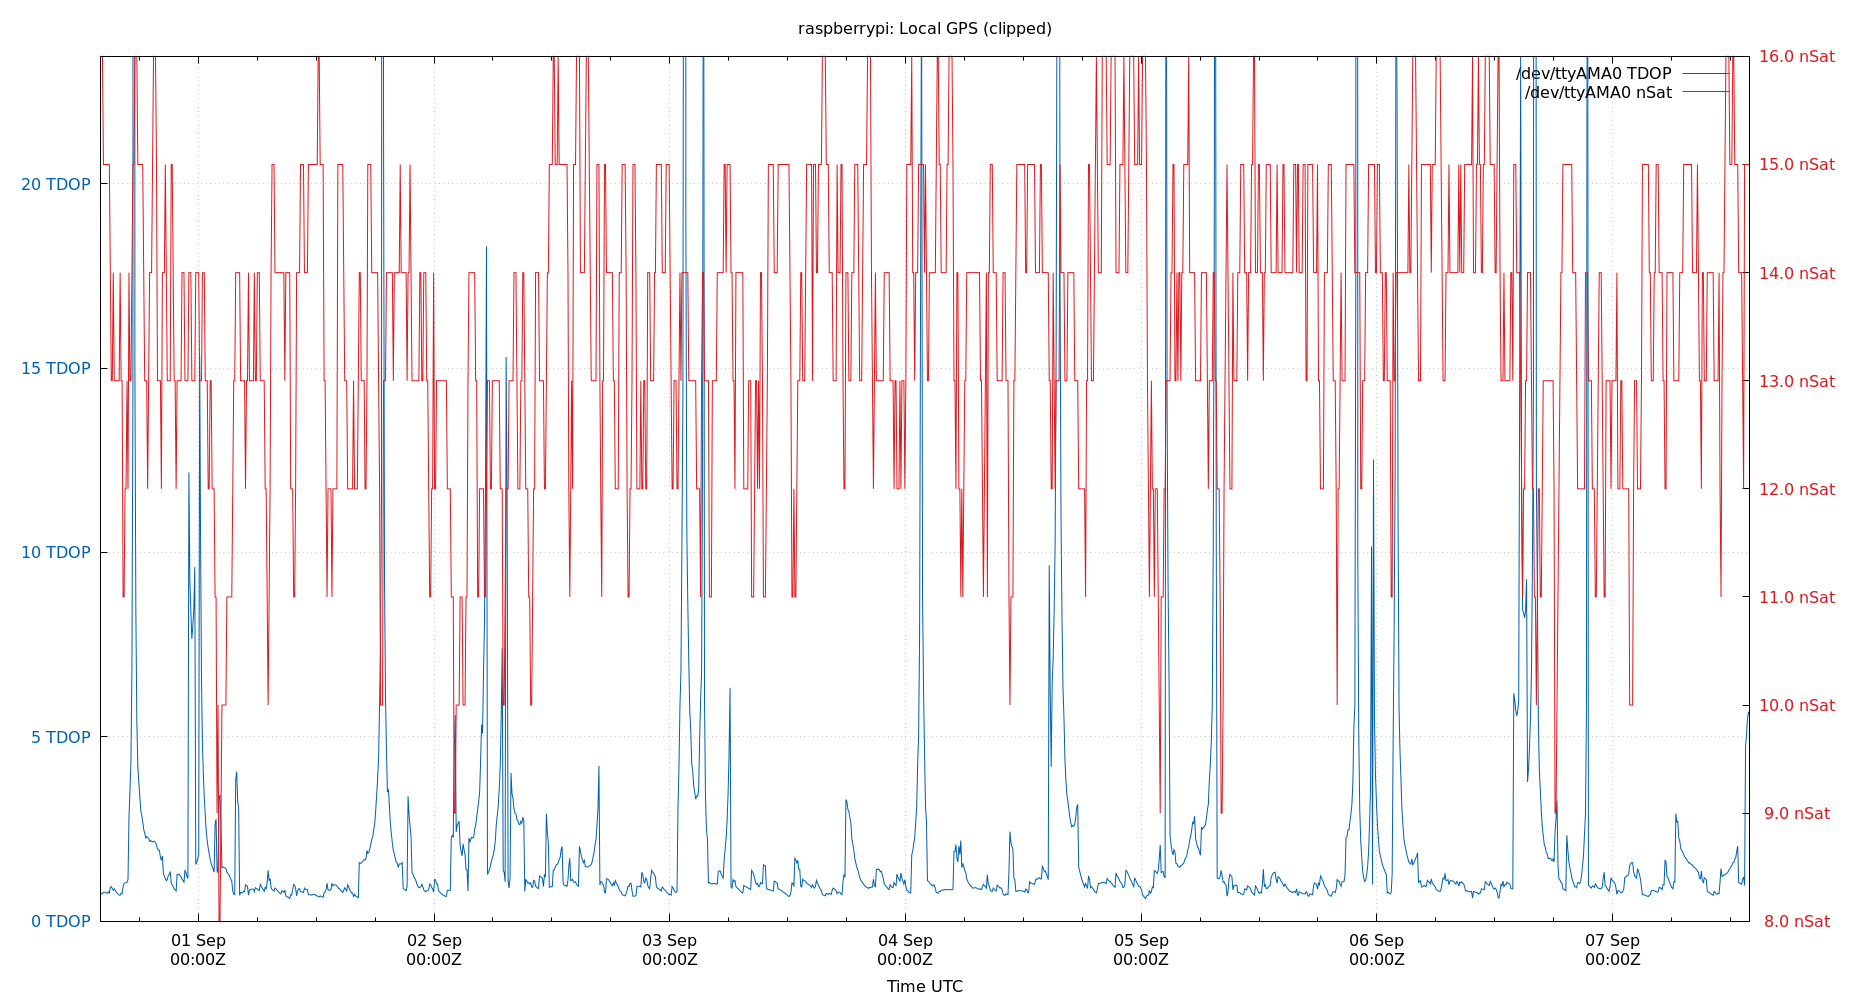 raspberrypi: Local GPS (clipped)
/dev/ttyAMA0 TDOP
/dev/ttyAMA0 nSat
20 TDOP
15 TDOP
10 TDOP
5 TDOP
0 TDOP
16.0 nSat
15.0 nSat
14.0 nSat
13.0 nSat
12.0 nSat
11.0 nSat
10.0 nSat
9.0 nSat
8.0 nSat
01 Sep 02 Sep 03 Sep 04 Sep 05 Sep 06 Sep 07 Sep
00:00Z 00:00Z 00:00Z 00:00Z 00:00Z 00:00Z 00:00Z
Time UTC